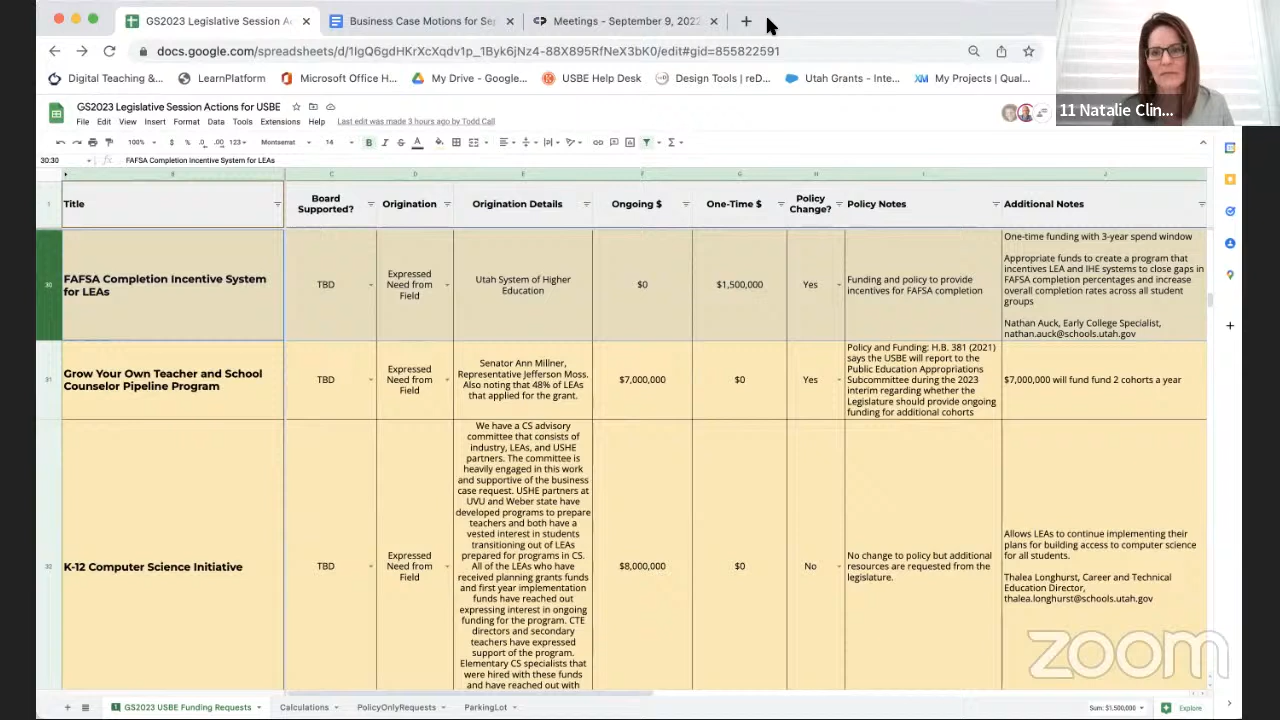 GS2023 Legislative Session A
Business Case Motions for Se
Meetings - September 9, 2022
docs.google.com/spreadsheets/d/1IgQ6gdHKrXcXqdv1p_1Byk6jNz4-88X895RfNeX3bK0/edit#gid=855822591
Digital Teaching &...
LearnPlatform
Microsoft Office H...
My Drive - Google...
USBE Help Desk
Design Tools | reD...
Utah Grants - Inte...
My Projects | Qual...
11 Natalie Clin...
GS2023 Legislative Session Actions for USBE
File Edit View Insert Format Data Tools Extensions Help
Last edit was made 3 hours ago by Todd Call
100% $ % .0 .00 123 Montserrat 14
30:30
FAFSA Completion Incentive System for LEAs
B C D E F G H I J
1
Title
Board
Supported?
Origination
Origination Details
Ongoing $
One-Time $
Policy
Change?
Policy Notes
Additional Notes
30
FAFSA Completion Incentive System
for LEAs
TBD
Expressed
Need from
Field
Utah System of Higher
Education
$0
$1,500,000
Yes
Funding and policy to provide
incentives for FAFSA completion
One-time funding with 3-year spend window
Appropriate funds to create a program that
incentives LEA and IHE systems to close gaps in
FAFSA completion percentages and increase
overall completion rates across all student
groups
Nathan Auck, Early College Specialist,
nathan.auck@schools.utah.gov
31
Grow Your Own Teacher and School
Counselor Pipeline Program
TBD
Expressed
Need from
Field
Senator Ann Millner,
Representative Jefferson Moss.
Also noting that 48% of LEAs
that applied for the grant.
$7,000,000
$0
Yes
Policy and Funding: H.B. 381 (2021)
says the USBE will report to the
Public Education Appropriations
Subcommittee during the 2023
interim regarding whether the
Legislature should provide ongoing
funding for additional cohorts
$7,000,000 will fund fund 2 cohorts a year
32
K-12 Computer Science Initiative
TBD
Expressed
Need from
Field
We have a CS advisory
committee that consists of
industry, LEAs, and USHE
partners. The committee is
heavily engaged in this work
and supportive of the business
case request. USHE partners at
UVU and Weber state have
developed programs to prepare
teachers and both have a
vested interest in students
transitioning out of LEAs
prepared for programs in CS.
All of the LEAs who have
received planning grants funds
and first year implementation
funds have reached out
expressing interest in ongoing
funding for the program. CTE
directors and secondary
teachers have expressed
support of the program.
Elementary CS specialists that
were hired with these funds
and have reached out with
$8,000,000
$0
No
No change to policy but additional
resources are requested from the
legislature.
Allows LEAs to continue implementing their
plans for building access to computer science
for all students.
Thalea Longhurst, Career and Technical
Education Director,
thalea.longhurst@schools.utah.gov
zoom
GS2023 USBE Funding Requests
Calculations
PolicyOnlyRequests
ParkingLot
Sum: $1,500,000
Explore